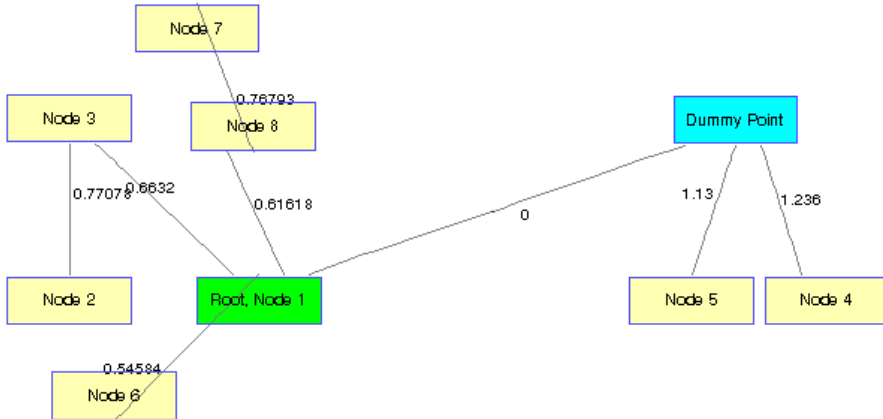 Node 7
0.76793
Node 3
Node 8
Dummy Point
0.77078
0.6632
0.61618
0
1.13
1.236
Node 2
Root, Node 1
Node 5
Node 4
0.54584
Node 6